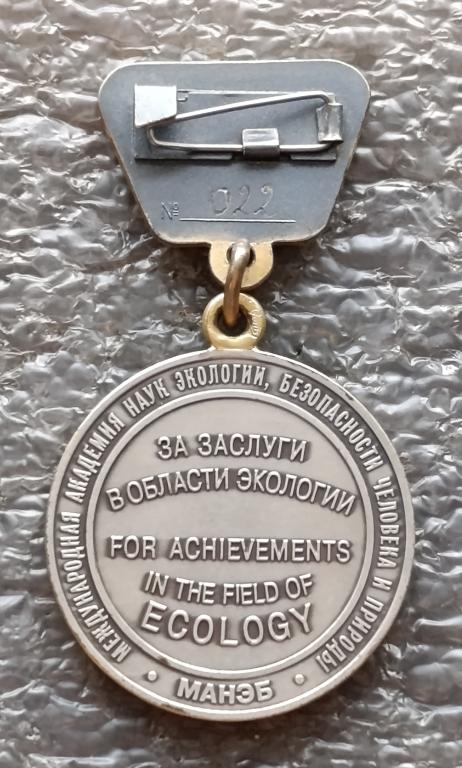 № 022
МЕЖДУНАРОДНАЯ АКАДЕМИЯ НАУК ЭКОЛОГИИ, БЕЗОПАСНОСТИ ЧЕЛОВЕКА И ПРИРОДЫ
ЗА ЗАСЛУГИ
В ОБЛАСТИ ЭКОЛОГИИ
FOR ACHIEVEMENTS
IN THE FIELD OF
ECOLOGY
• МАНЭБ •